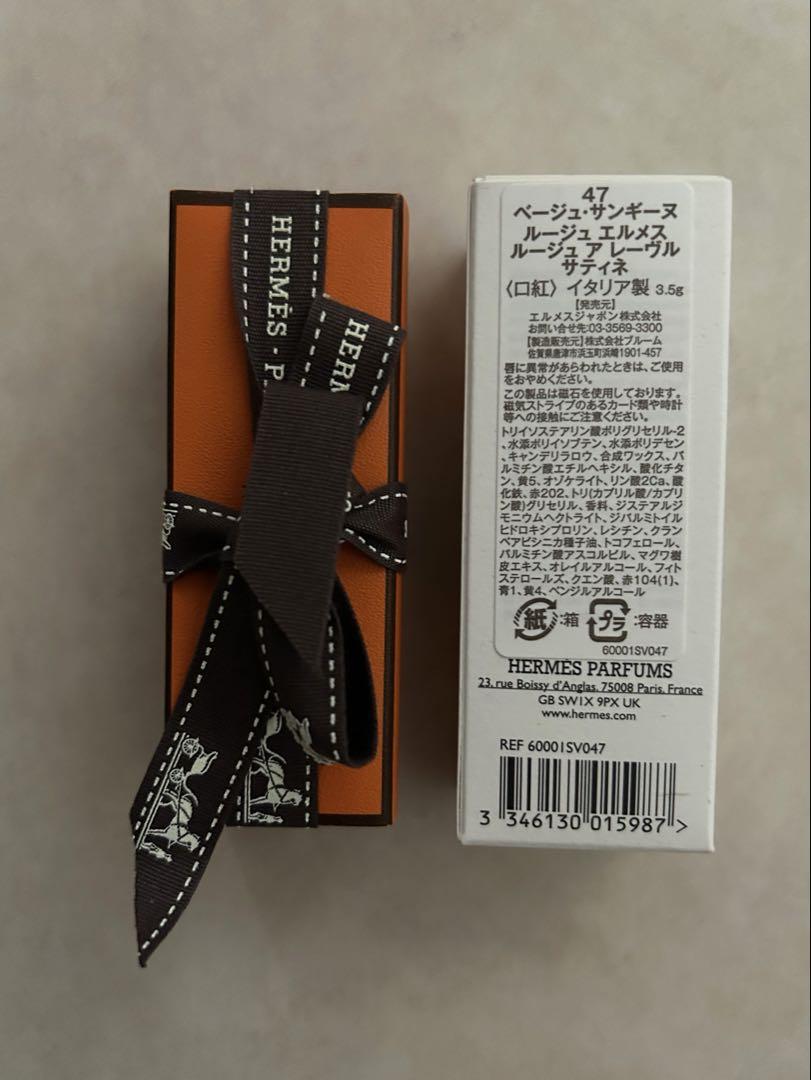 HERMÈS - P
HERM
47
ベージュ・サンギーヌ
ルージュ エルメス
ルージュ ア レーヴル
サティネ
〈口紅〉イタリア製 3.5g
【発売元】
エルメスジャポン株式会社
お問い合せ先:03-3569-3300
【製造販売元】株式会社ブルーム
佐賀県唐津市浜玉町浜崎1901-457
唇に異常があらわれたときは、ご使用
をおやめください。
この製品は磁石を使用しております。
磁気ストライプのあるカード類や時計
等への接触にご注意ください。
トリイソステアリン酸ポリグリセリル-2
、水添ポリイソブテン、水添ポリデセン
、キャンデリラロウ、合成ワックス、パ
ルミチン酸エチルヘキシル、酸化チタ
ン、黄5、オゾケライト、リン酸2Ca、酸
化鉄、赤202、トリ(カプリル酸/カプリ
ン酸)グリセリル、香料、ジステアルジ
モニウムヘクトライト、ジパルミトイル
ヒドロキシプロリン、レシチン、クラン
ベアビシニカ種子油、トコフェロール、
パルミチン酸アスコルビル、マグワ樹
皮エキス、オレイルアルコール、フィト
ステロールズ、クエン酸、赤104(1)、
青1、黄4、ベンジルアルコール
紙:箱 プラ:容器
60001SV047
HERMÈS PARFUMS
23, rue Boissy d'Anglas, 75008 Paris, France
GB SW1X 9PX UK
www.hermes.com
REF 60001SV047
3 346130 015987 >